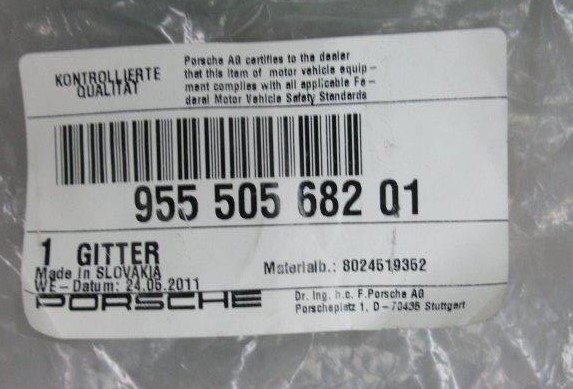 KONTROLLIERTE
QUALITÄT
Porsche AG certifies to the dealer
that this item of motor vehicle equip-
ment complies with all applicable Fe-
deral Motor Vehicle Safety Standards
955 505 682 01
1 GITTER
Made in SLOVAKIA
WE-Datum: 24.05.2011
Materialb.: 8024519352
PORSCHE
Dr. Ing. h.c. F.Porsche AG
Porscheplatz 1, D-70435 Stuttgart